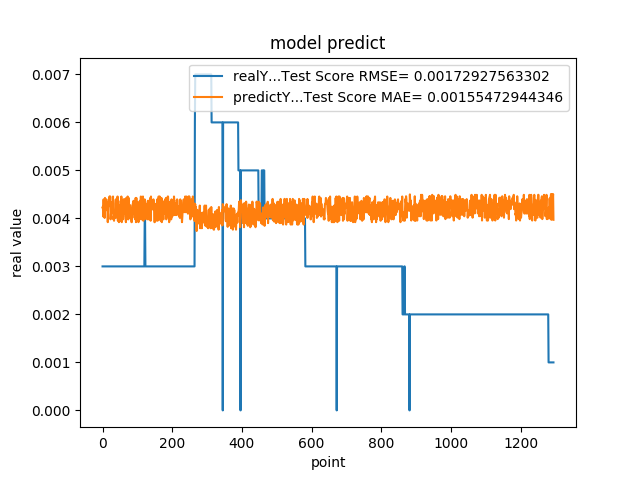 model predict
realY...Test Score RMSE= 0.00172927563302
predictY...Test Score MAE= 0.00155472944346
0.007
0.006
0.005
0.004
0.003
0.002
0.001
0.000
real value
0 200 400 600 800 1000 1200
point